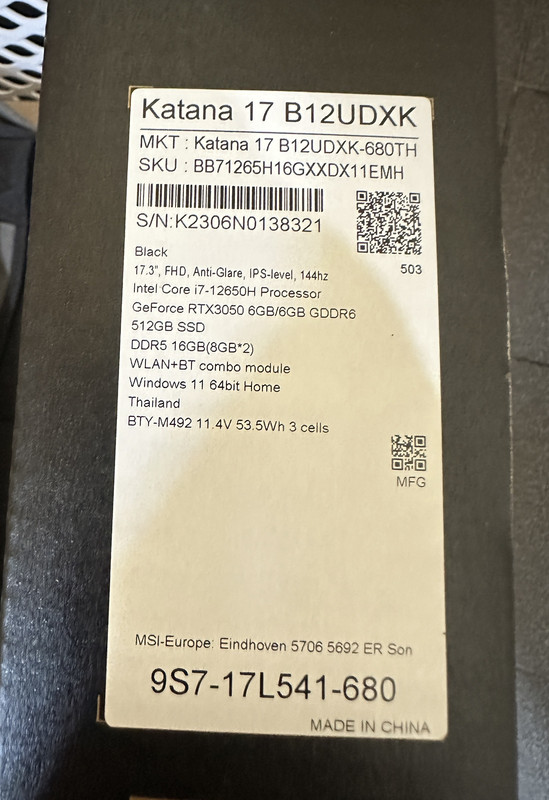 Katana 17 B12UDXK
MKT : Katana 17 B12UDXK-680TH
SKU : BB71265H16GXXDX11EMH
S/N:K2306N0138321
503
Black
17.3", FHD, Anti-Glare, IPS-level, 144hz
Intel Core i7-12650H Processor
GeForce RTX3050 6GB/6GB GDDR6
512GB SSD
DDR5 16GB(8GB*2)
WLAN+BT combo module
Windows 11 64bit Home
Thailand
BTY-M492 11.4V 53.5Wh 3 cells
MFG
MSI-Europe: Eindhoven 5706 5692 ER Son
9S7-17L541-680
MADE IN CHINA